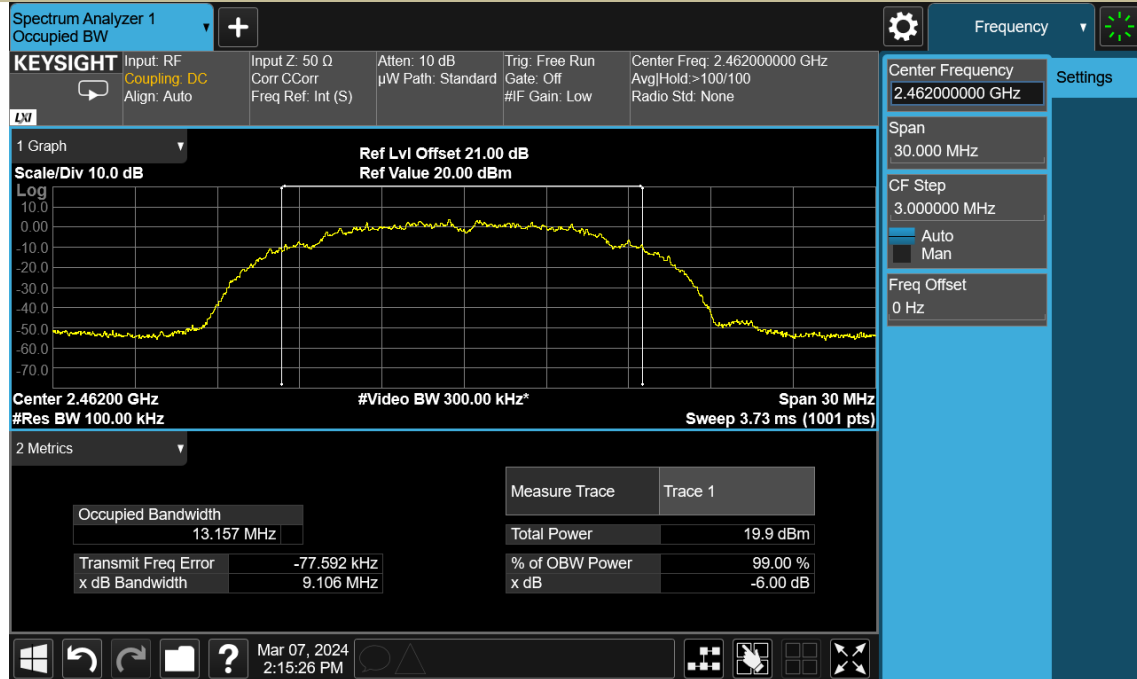 Spectrum Analyzer 1
Occupied BW
+
Frequency
KEYSIGHT
LXI
Input: RF
Coupling: DC
Align: Auto
Input Z: 50 Ω
Corr CCorr
Freq Ref: Int (S)
Atten: 10 dB
µW Path: Standard
Trig: Free Run
Gate: Off
#IF Gain: Low
Center Freq: 2.462000000 GHz
Avg|Hold:>100/100
Radio Std: None
Center Frequency
2.462000000 GHz
Settings
Span
30.000 MHz
CF Step
3.000000 MHz
Auto
Man
Freq Offset
0 Hz
1 Graph
Scale/Div 10.0 dB
Ref Lvl Offset 21.00 dB
Ref Value 20.00 dBm
Log
10.0
0.00
-10.0
-20.0
-30.0
-40.0
-50.0
-60.0
-70.0
Center 2.46200 GHz
#Video BW 300.00 kHz*
Span 30 MHz
#Res BW 100.00 kHz
Sweep 3.73 ms (1001 pts)
2 Metrics
Measure Trace Trace 1
Occupied Bandwidth
13.157 MHz
Total Power 19.9 dBm
Transmit Freq Error -77.592 kHz
% of OBW Power 99.00 %
x dB Bandwidth 9.106 MHz
x dB -6.00 dB
?
Mar 07, 2024
2:15:26 PM